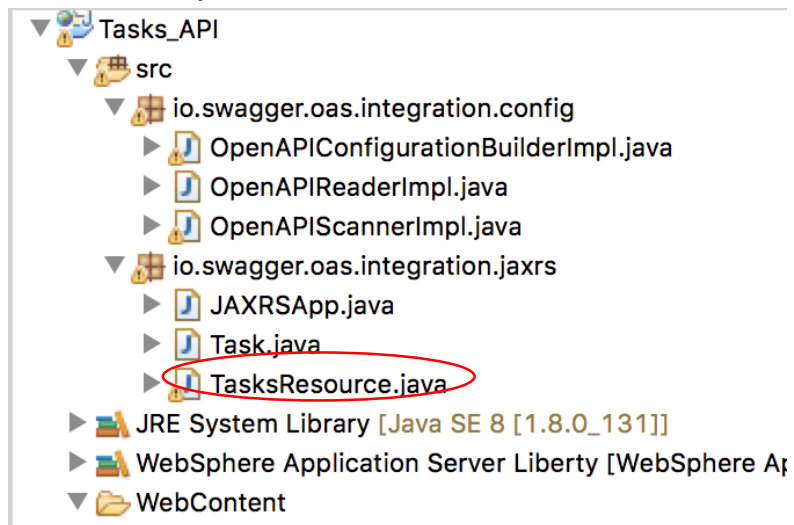 Tasks_API
src
io.swagger.oas.integration.config
OpenAPIConfigurationBuilderImpl.java
OpenAPIReaderImpl.java
OpenAPIScannerImpl.java
io.swagger.oas.integration.jaxrs
JAXRSApp.java
Task.java
TasksResource.java
JRE System Library [Java SE 8 [1.8.0_131]]
WebSphere Application Server Liberty [WebSphere Ap
WebContent